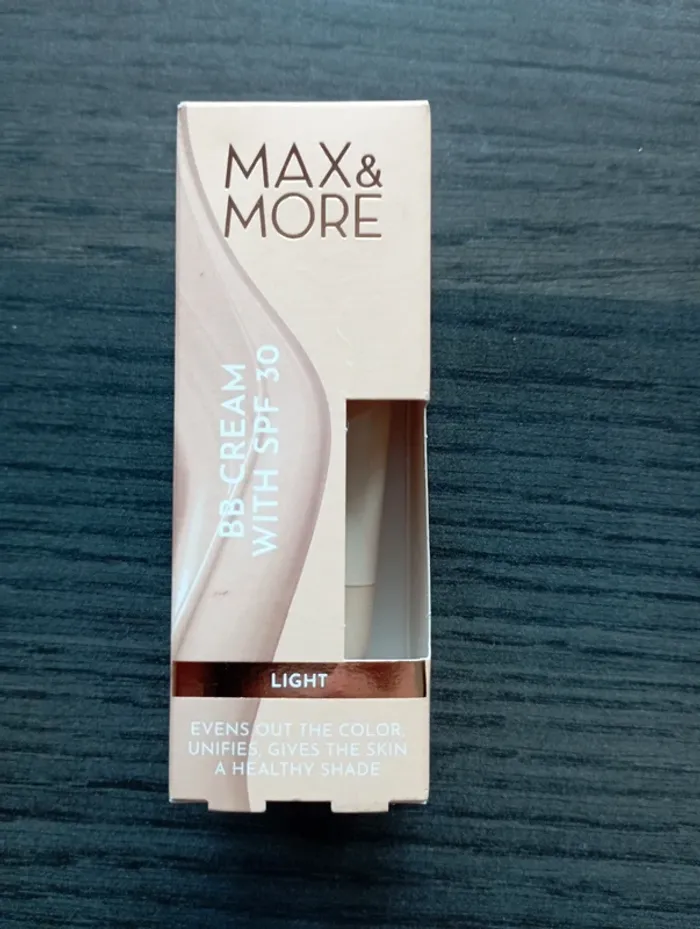 MAX&
MORE
BB CREAM
WITH SPF 30
LIGHT
EVENS OUT THE COLOR,
UNIFIES, GIVES THE SKIN
A HEALTHY SHADE